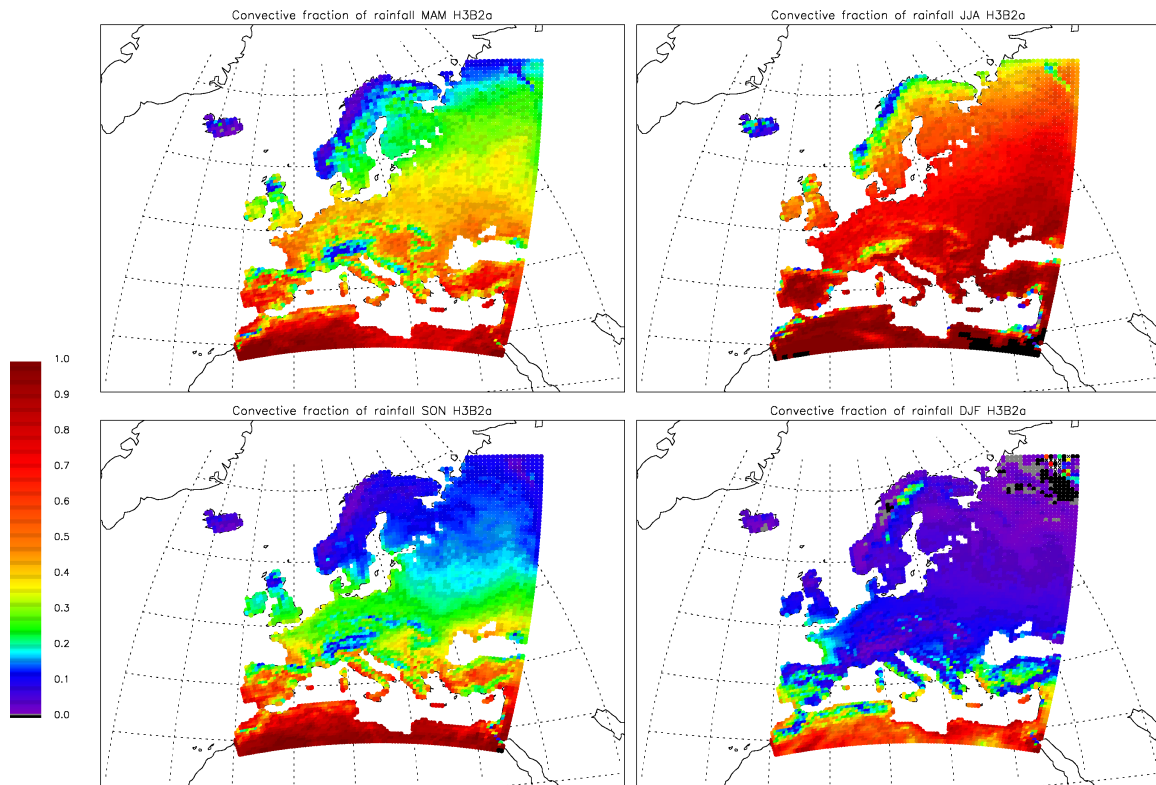 Convective fraction of rainfall MAM H3B2a
Convective fraction of rainfall JJA H3B2a
1.0
0.9
0.8
0.7
0.6
0.5
0.4
0.3
0.2
0.1
0.0
Convective fraction of rainfall SON H3B2a
Convective fraction of rainfall DJF H3B2a